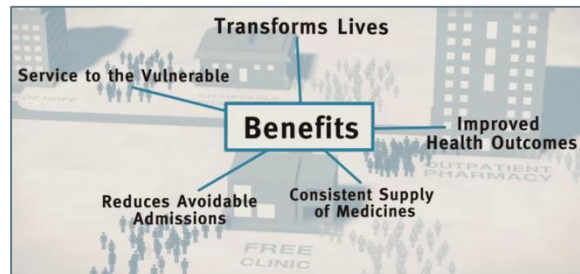 Transforms Lives
Service to the Vulnerable
Benefits
Improved
Health Outcomes
OUTPATIENT
PHARMACY
Reduces Avoidable
Admissions
Consistent Supply
of Medicines
FREE
CLINIC